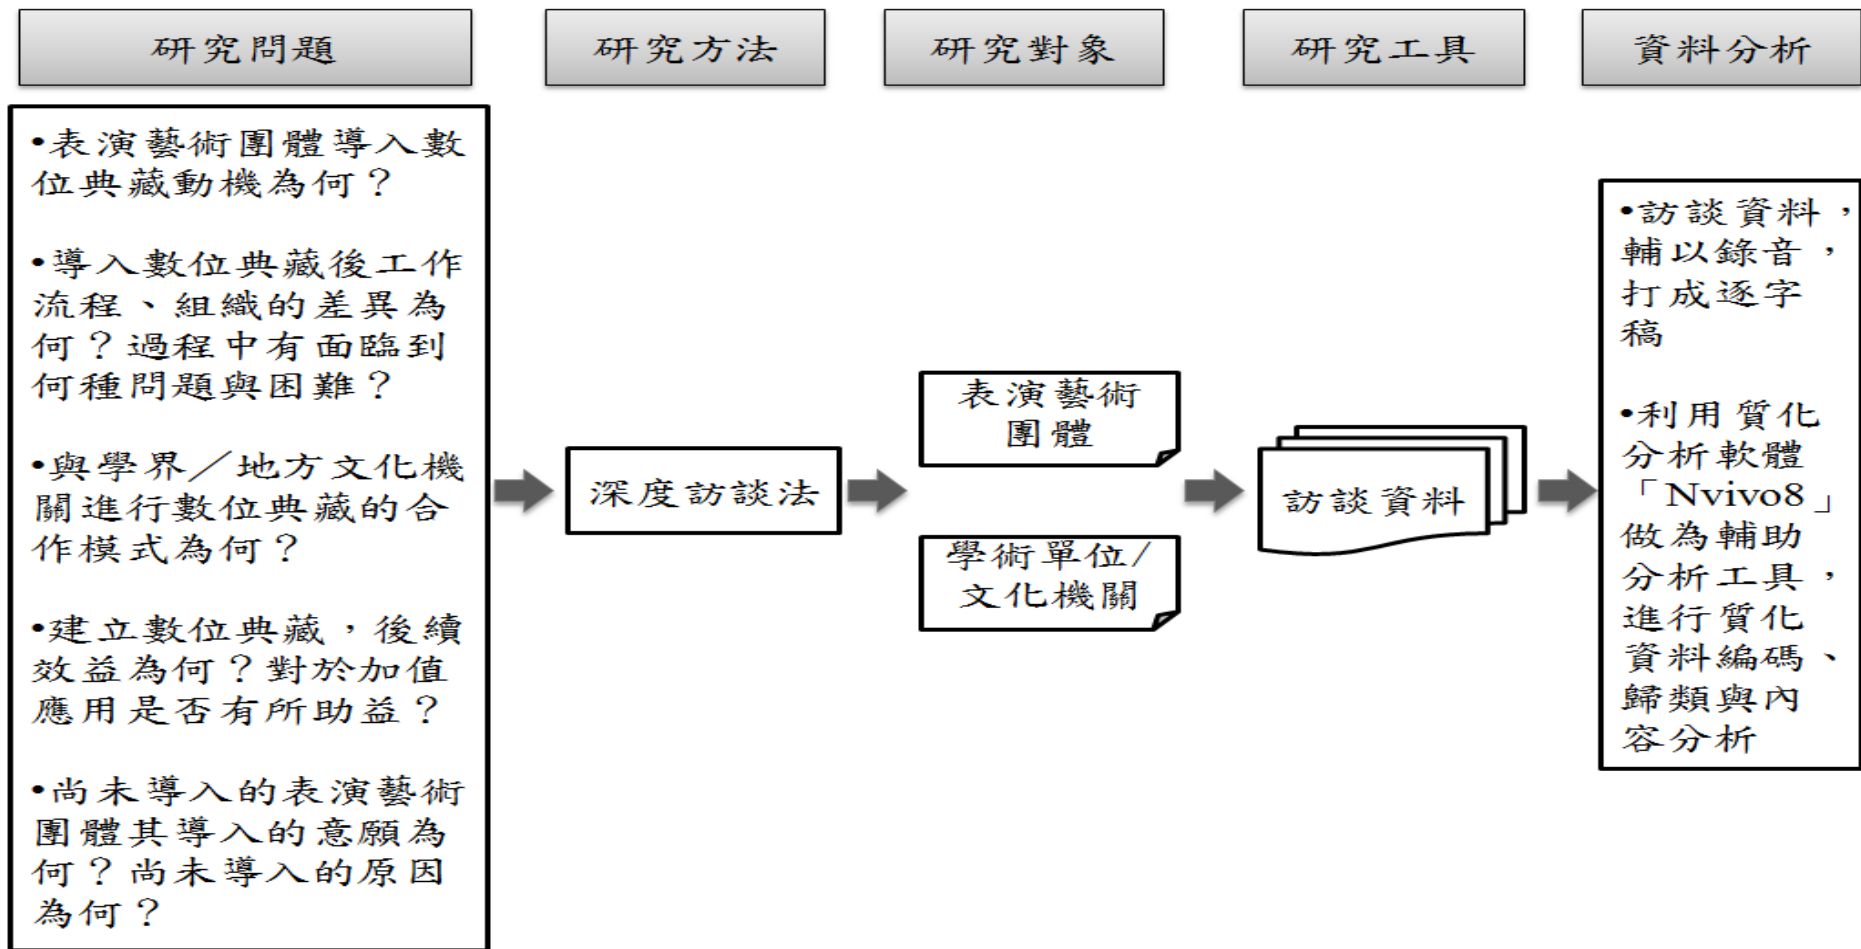 研究問題
研究方法
研究對象
研究工具
資料分析
•表演藝術團體導入數
位典藏動機為何？
•導入數位典藏後工作
流程、組織的差異為
何？過程中有面臨到
何種問題與困難？
•與學界／地方文化機
關進行數位典藏的合
作模式為何？
•建立數位典藏，後續
效益為何？對於加值
應用是否有所助益？
•尚未導入的表演藝術
團體其導入的意願為
何？尚未導入的原因
為何？
深度訪談法
表演藝術
團體
學術單位/
文化機關
訪談資料
•訪談資料，
輔以錄音，
打成逐字
稿
•利用質化
分析軟體
「Nvivo8」
做為輔助
分析工具，
進行質化
資料編碼、
歸類與內
容分析